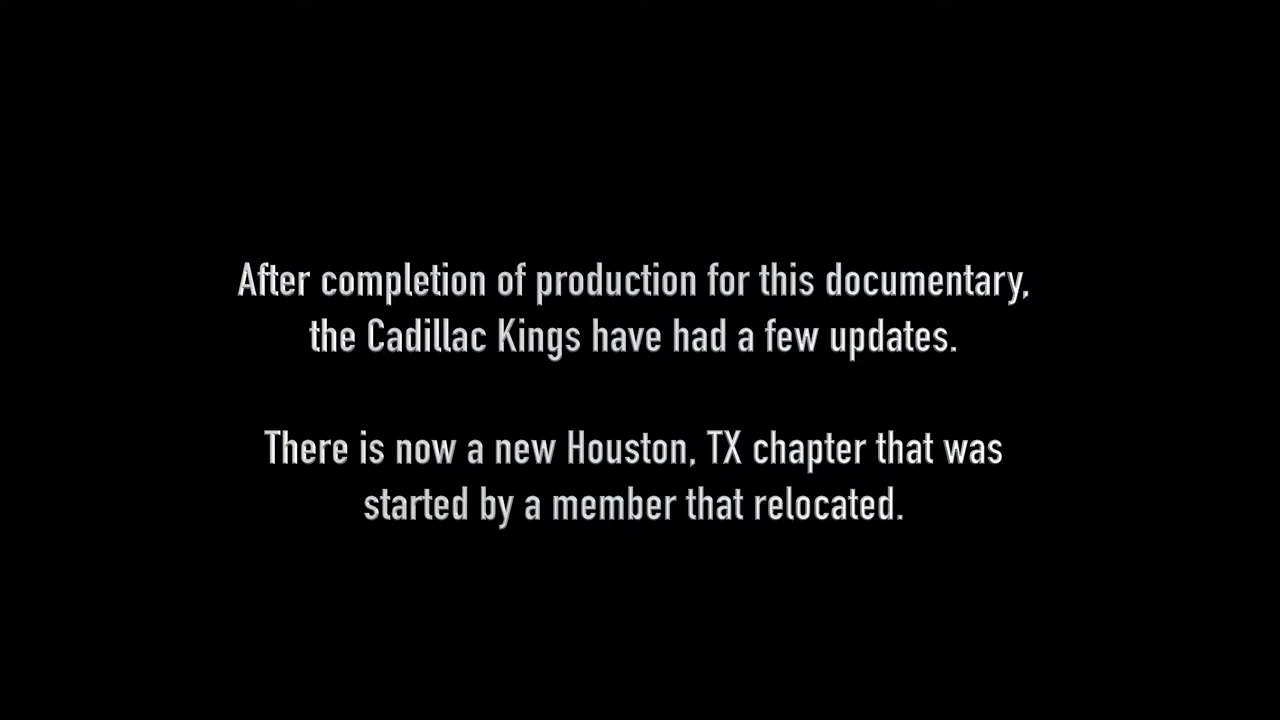 After completion of production for this documentary,
the Cadillac Kings have had a few updates.
There is now a new Houston, TX chapter that was
started by a member that relocated.